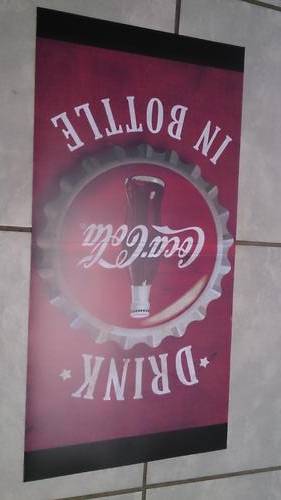 DRINK
Coca-Cola
IN BOTTLE